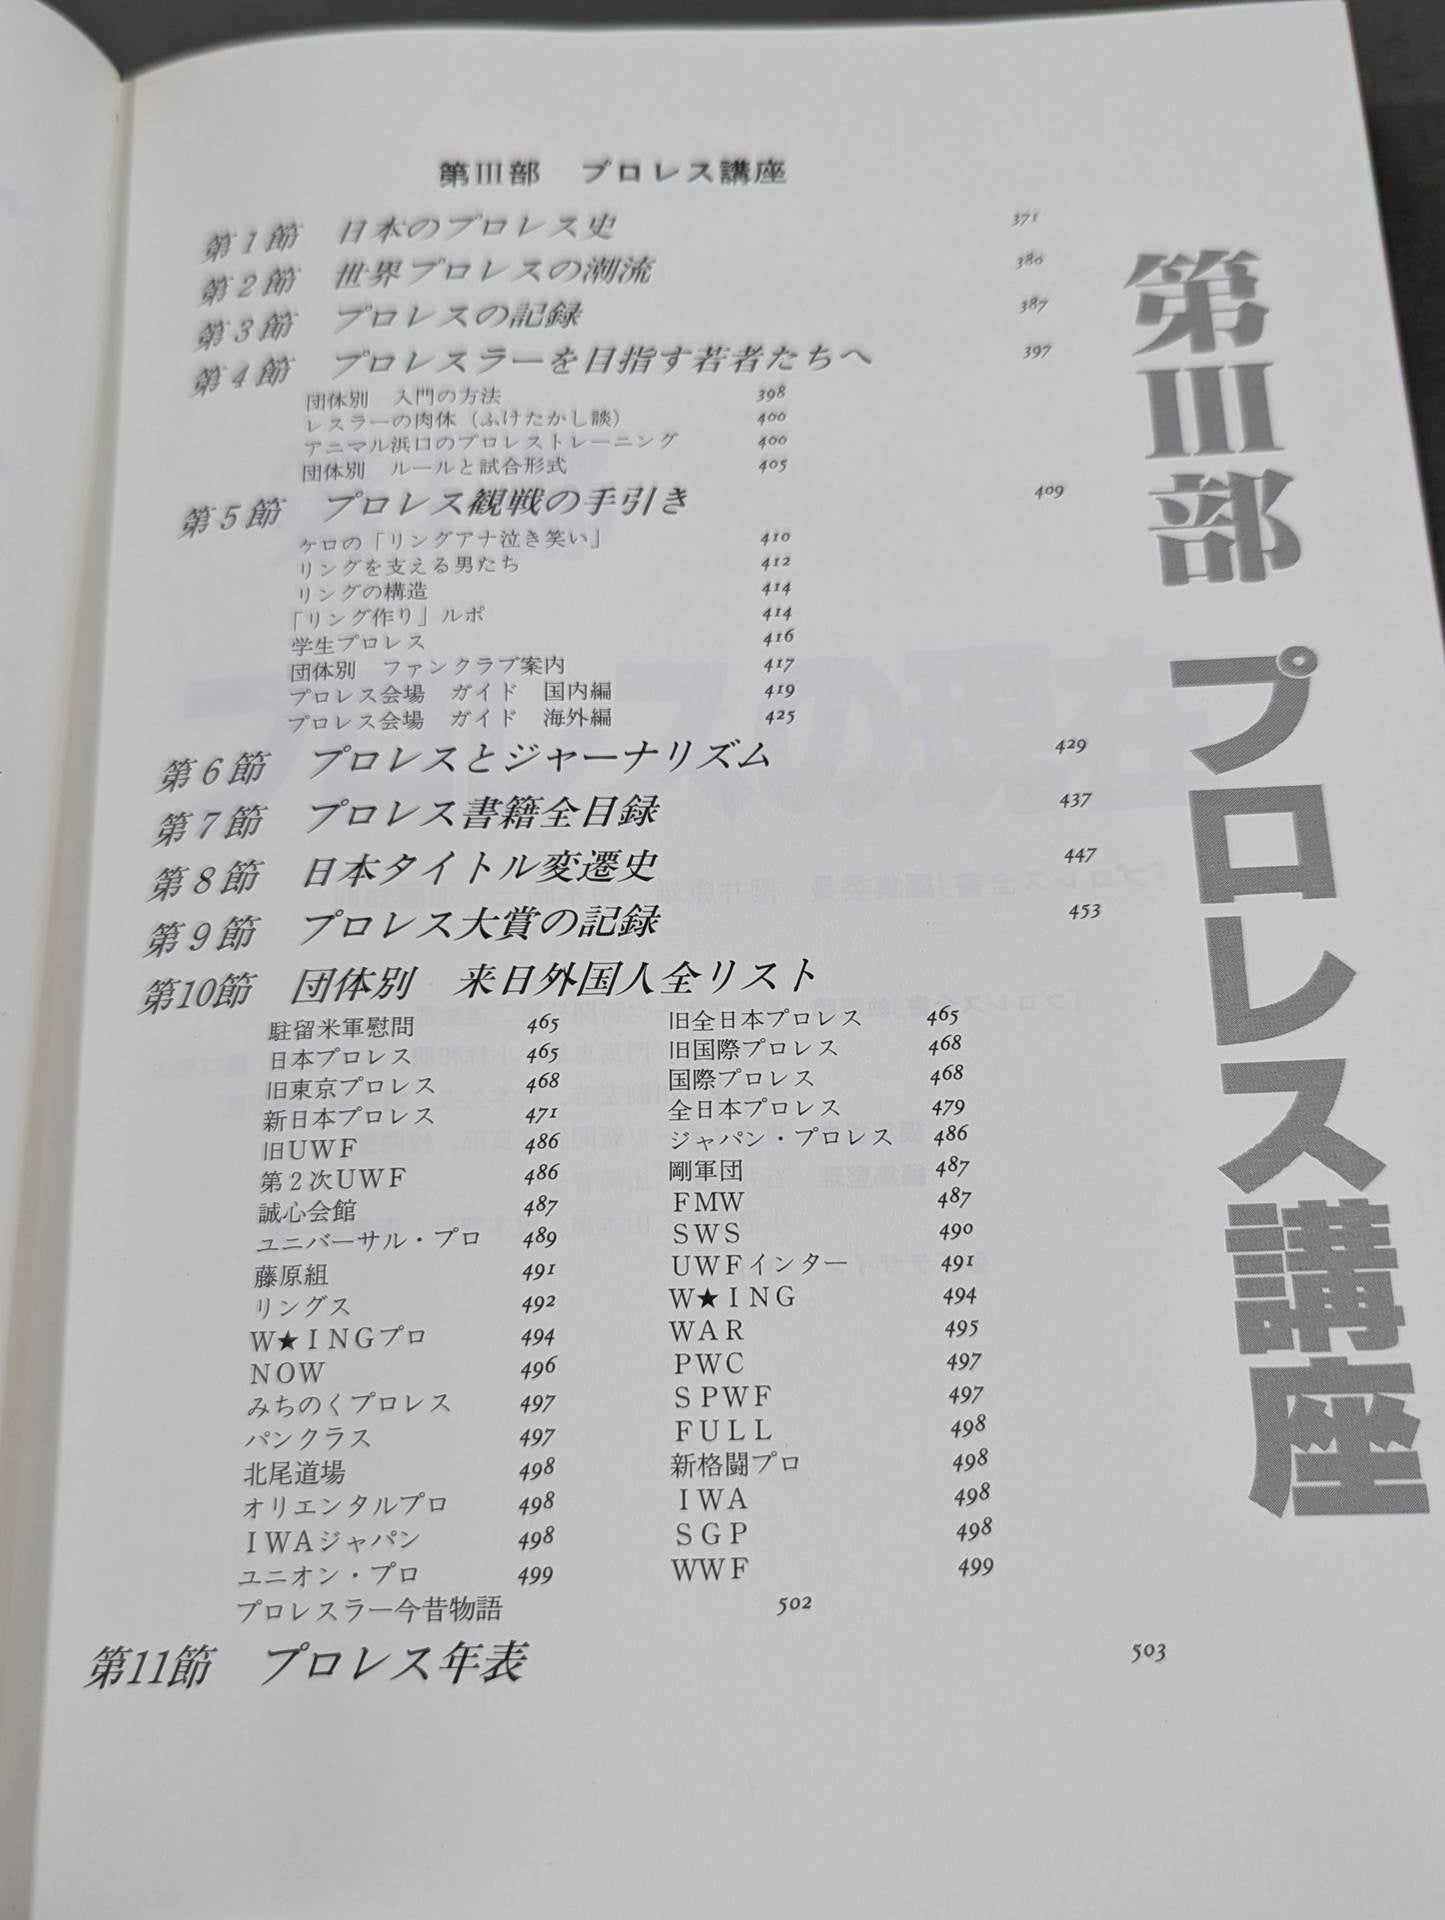 第III部　プロレス講座
第1節　日本のプロレス史　371
第2節　世界プロレスの潮流　380
第3節　プロレスの記録　387
第4節　プロレスラーを目指す若者たちへ　397
団体別　入門の方法　398
レスラーの肉体（ふけたかし談）　400
アニマル浜口のプロレストレーニング　400
団体別　ルールと試合形式　405
第5節　プロレス観戦の手引き　409
ケロの「リングアナ泣き笑い」　410
リングを支える男たち　412
リングの構造　414
「リング作り」ルポ　414
学生プロレス　416
団体別　ファンクラブ案内　417
プロレス会場　ガイド　国内編　419
プロレス会場　ガイド　海外編　425
第6節　プロレスとジャーナリズム　429
第7節　プロレス書籍全目録　437
第8節　日本タイトル変遷史　447
第9節　プロレス大賞の記録　453
第10節　団体別　来日外国人全リスト
駐留米軍慰問　465　旧全日本プロレス　465
日本プロレス　465　旧国際プロレス　468
旧東京プロレス　468　国際プロレス　468
新日本プロレス　471　全日本プロレス　479
旧UWF　486　ジャパン・プロレス　486
第2次UWF　486　剛軍団　487
誠心会館　487　FMW　487
ユニバーサル・プロ　489　SWS　490
藤原組　491　UWFインター　491
リングス　492　W★ING　494
W★INGプロ　494　WAR　495
NOW　496　PWC　497
みちのくプロレス　497　SPWF　497
パンクラス　497　FULL　498
北尾道場　498　新格闘プロ　498
オリエンタルプロ　498　IWA　498
IWAジャパン　498　SGP　498
ユニオン・プロ　499　WWF　499
プロレスラー今昔物語　502
第11節　プロレス年表　503
第III部　プロレス講座